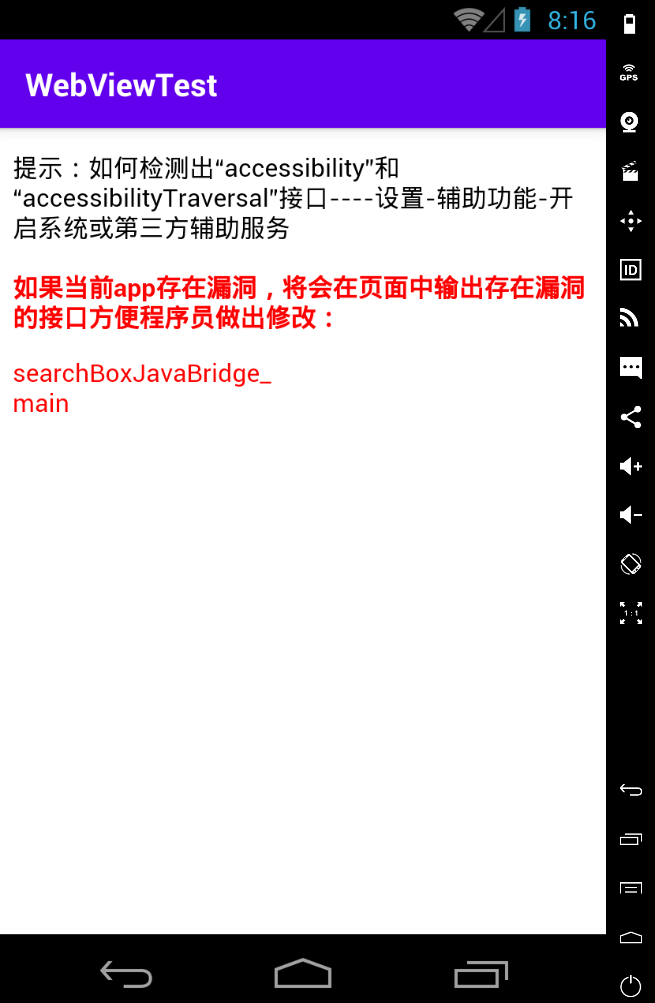 8:16
WebViewTest
提示：如何检测出“accessibility”和
“accessibilityTraversal”接口----设置-辅助功能-开
启系统或第三方辅助服务
如果当前app存在漏洞，将会在页面中输出存在漏洞
的接口方便程序员做出修改：
searchBoxJavaBridge_
main
GPS
ID
1:1